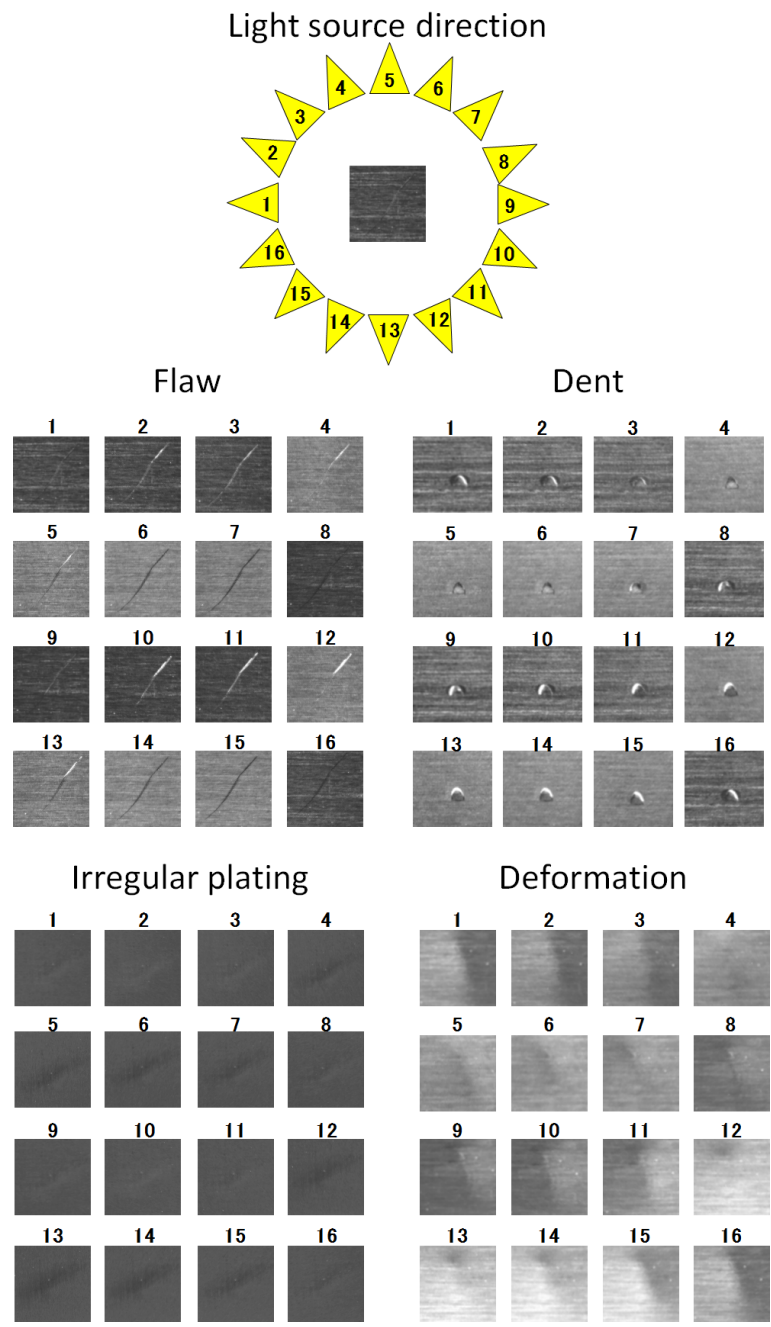 Light source direction
5
4 6
3 7
2 8
1 9
16 10
15 11
14 12
13
Flaw Dent
1 2 3 4 1 2 3 4
5 6 7 8 5 6 7 8
9 10 11 12 9 10 11 12
13 14 15 16 13 14 15 16
Irregular plating Deformation
1 2 3 4 1 2 3 4
5 6 7 8 5 6 7 8
9 10 11 12 9 10 11 12
13 14 15 16 13 14 15 16